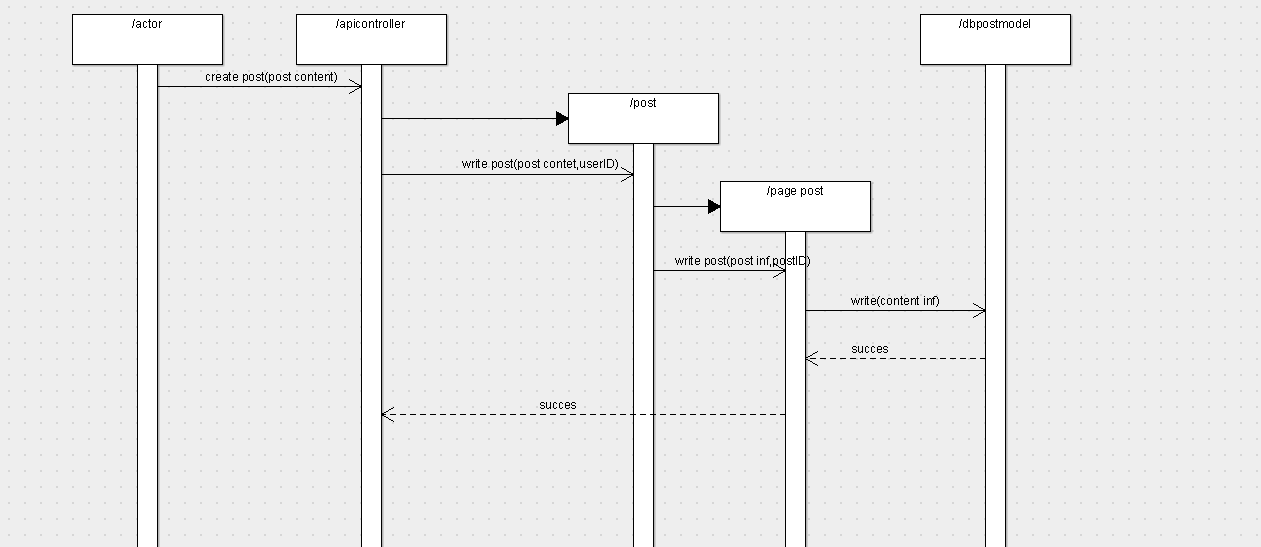 /actor
/apicontroller
/dbpostmodel
create post(post content)
/post
write post(post contet,userID)
/page post
write post(post inf,postID)
write(content inf)
succes
succes